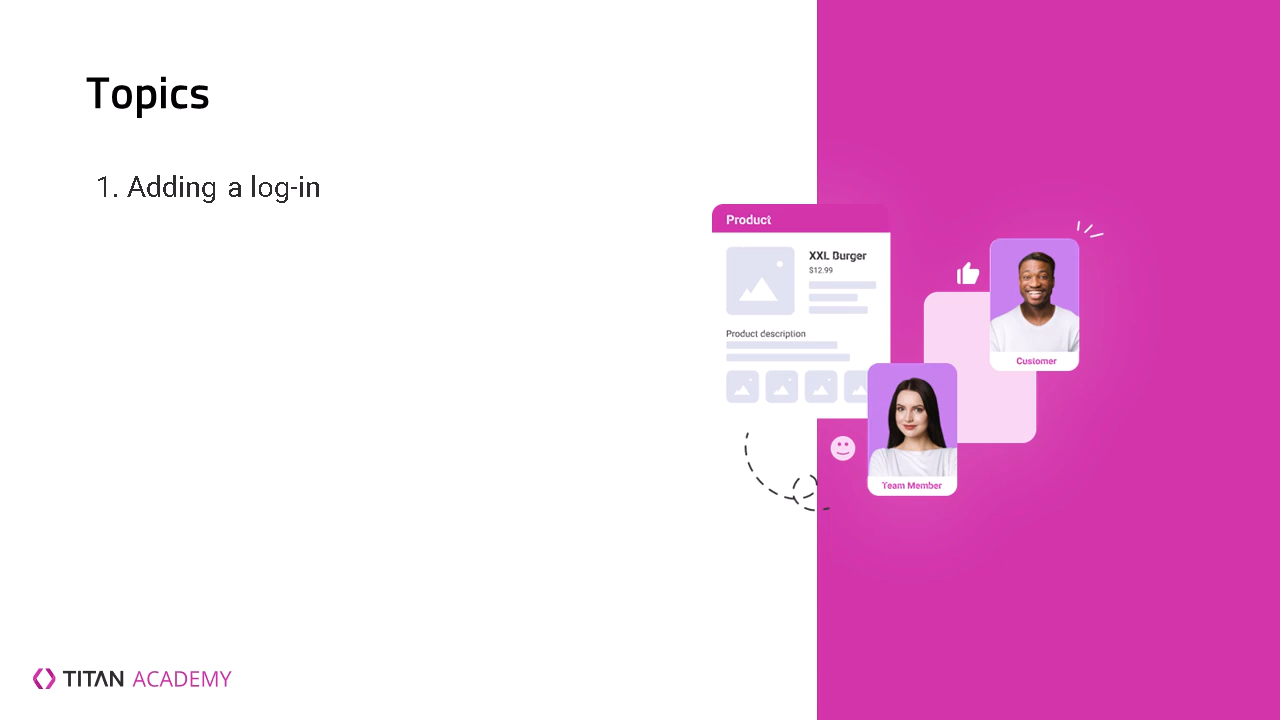 Topics
1. Adding a log-in
Product
XXL Burger
$12.99
Product description
Customer
Team Member
TITAN ACADEMY